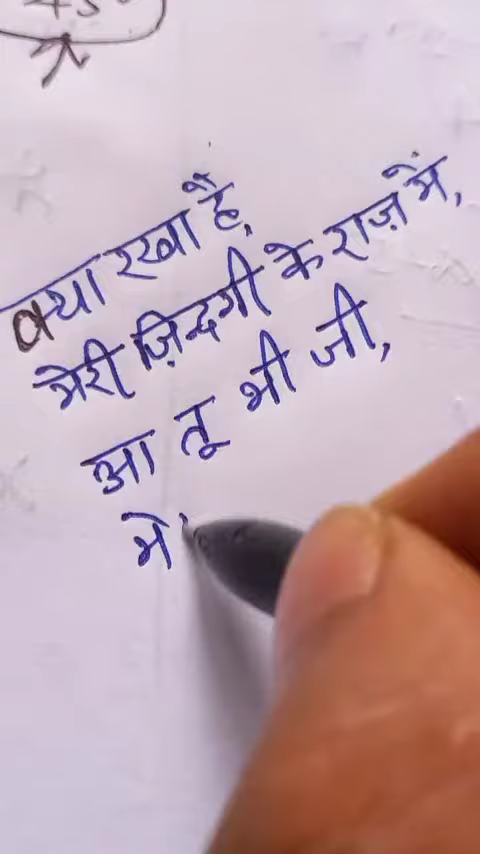 क्या रखा है,
मेरी ज़िन्दगी के राज़ में,
आ तू भी जी,
मे